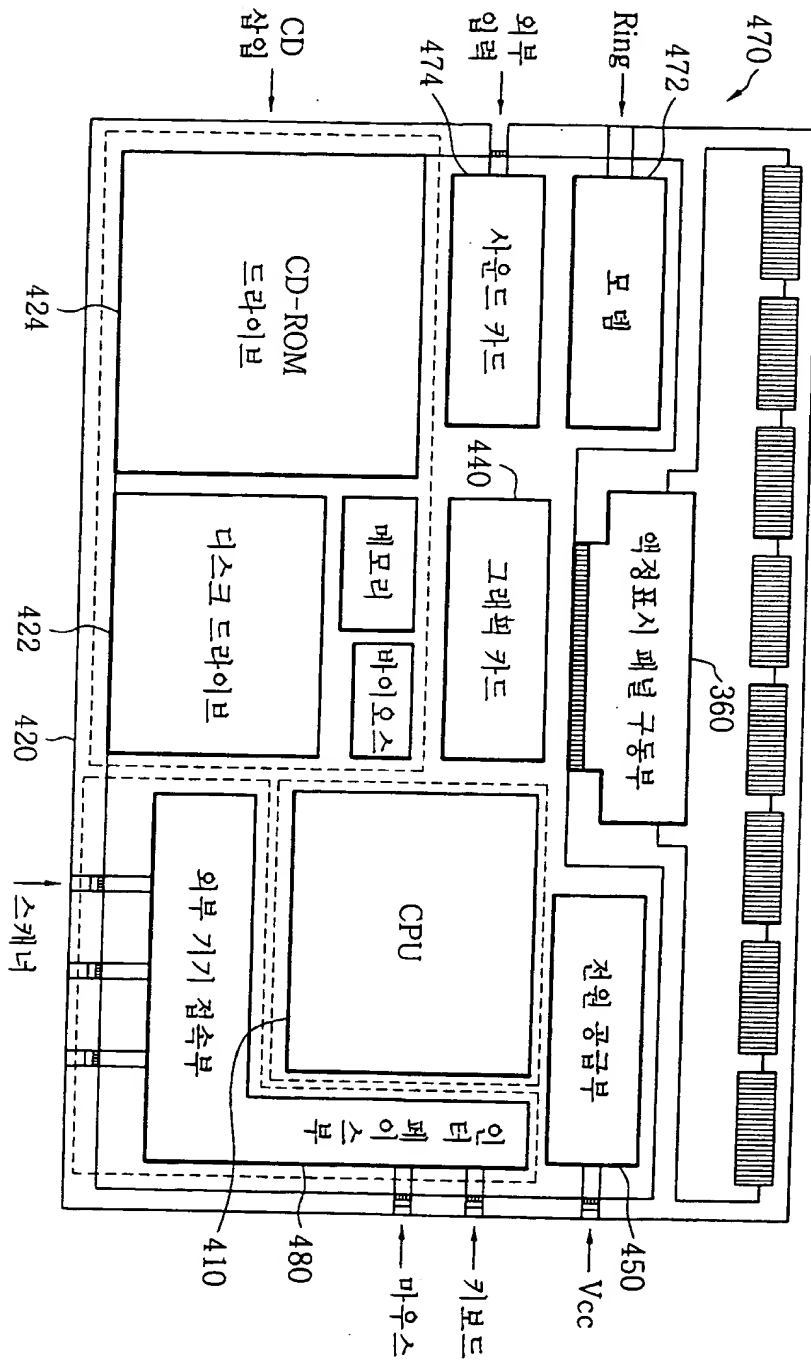 470
360
472
450
액정표시 패널 구동부
Ring
모뎀
전원 공급부
Vcc
외부
입력
474
440
사운드 카드
그래픽 카드
키보드
마우스
메모리
바이오스
CPU
인터
페이스
부
CD
삽입
CD-ROM
드라이브
디스크 드라이브
외부 기기 접속부
480
410
424
422
420
스캐너